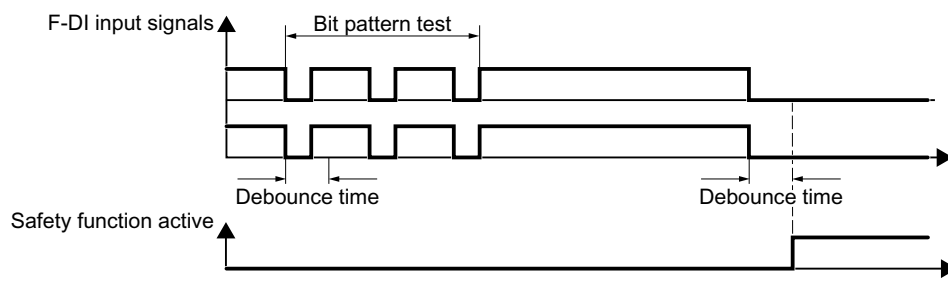 F-DI input signals
Bit pattern test
Debounce time
Debounce time
Safety function active